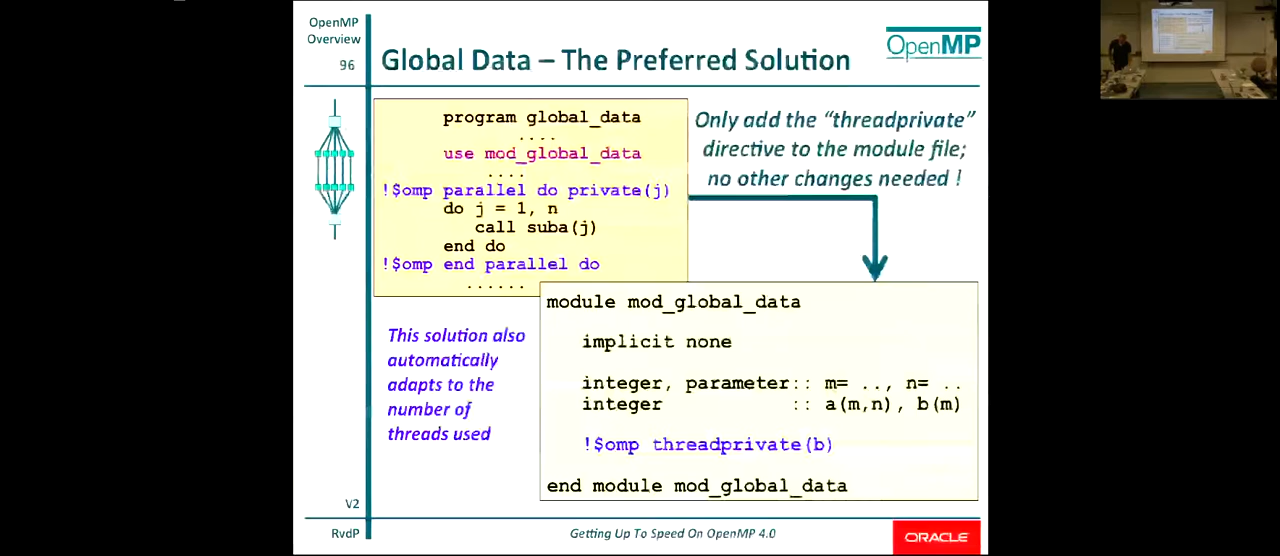 OpenMP
Overview
96
Global Data – The Preferred Solution
OpenMP
program global_data
....
use mod_global_data
....
!$omp parallel do private(j)
do j = 1, n
call suba(j)
end do
!$omp end parallel do
......
Only add the “threadprivate”
directive to the module file;
no other changes needed !
module mod_global_data
implicit none
integer, parameter:: m= .., n= ..
integer :: a(m,n), b(m)
!$omp threadprivate(b)
end module mod_global_data
This solution also
automatically
adapts to the
number of
threads used
V2
RvdP
Getting Up To Speed On OpenMP 4.0
ORACLE